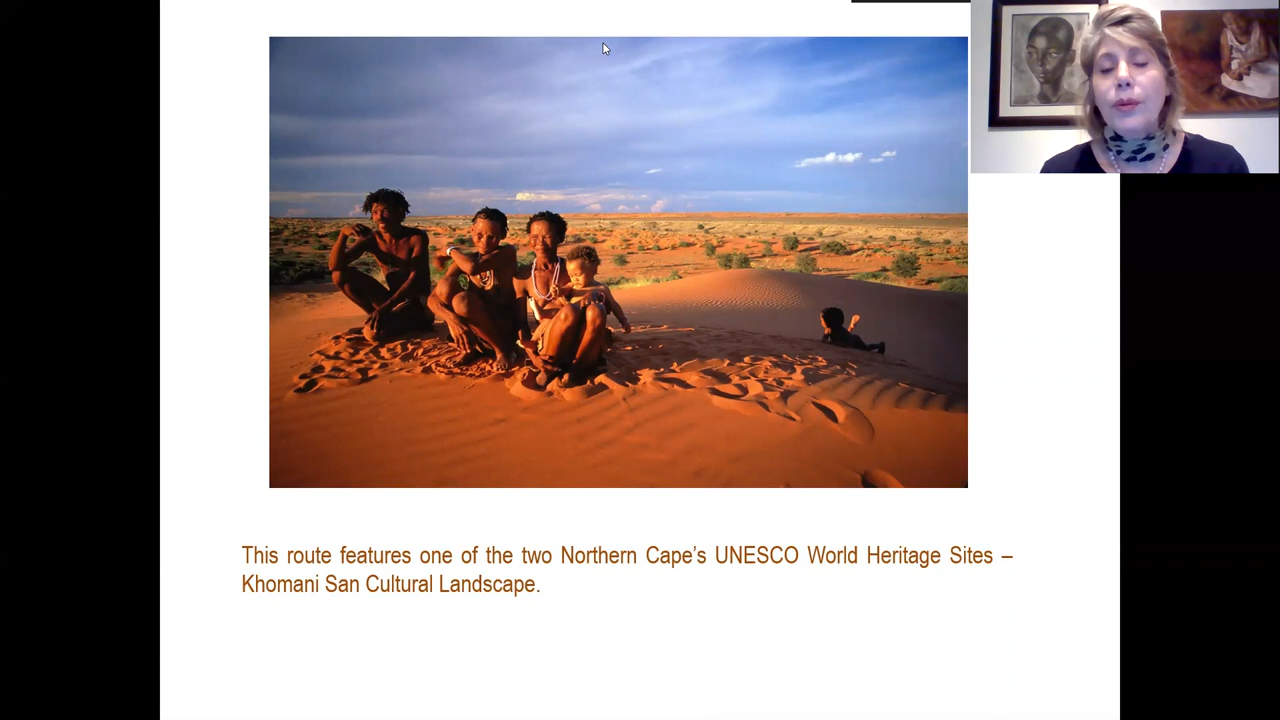 This route features one of the two Northern Cape’s UNESCO World Heritage Sites –
Khomani San Cultural Landscape.